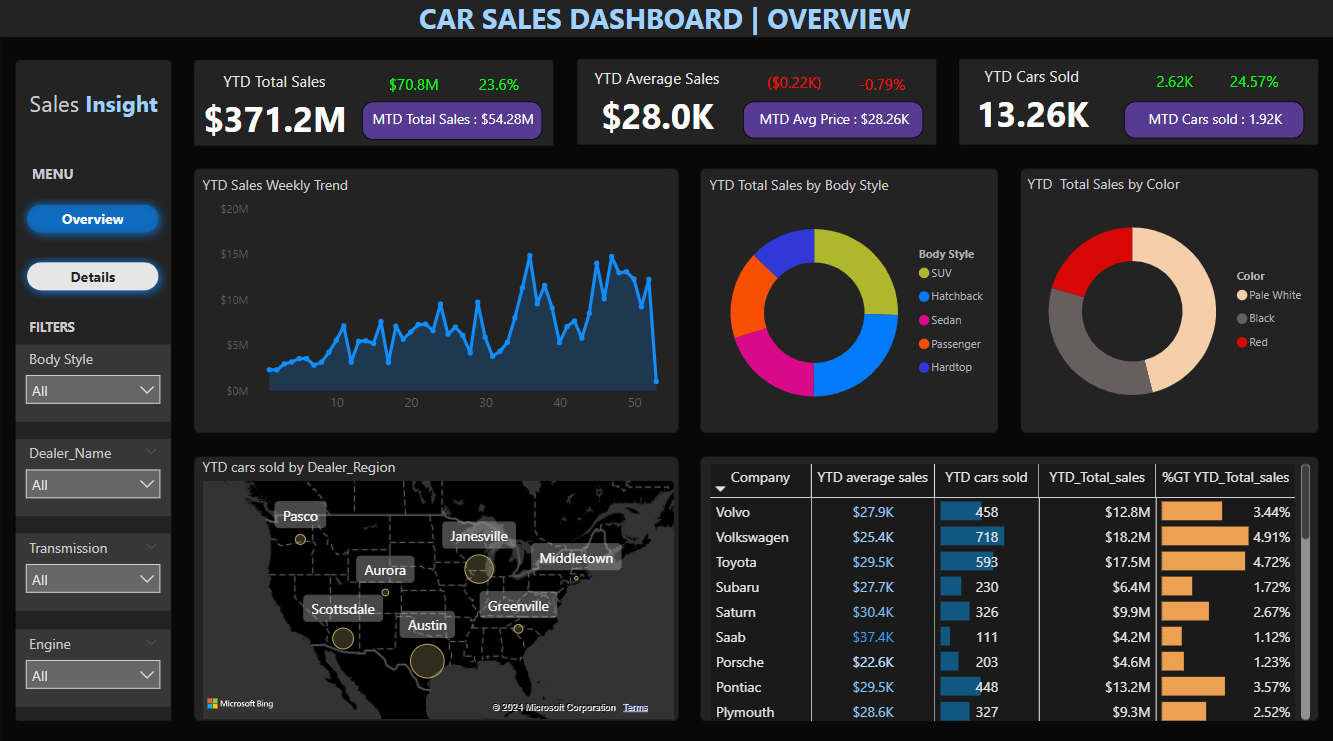 CAR SALES DASHBOARD | OVERVIEW
Sales Insight
MENU
Overview
Details
FILTERS
Body Style
All
Dealer_Name
All
Transmission
All
Engine
All
YTD Total Sales
$70.8M 23.6%
$371.2M
MTD Total Sales : $54.28M
YTD Average Sales
($0.22K) -0.79%
$28.0K
MTD Avg Price : $28.26K
YTD Cars Sold
2.62K 24.57%
13.26K
MTD Cars sold : 1.92K
YTD Sales Weekly Trend
$20M
$15M
$10M
$5M
$0M
10 20 30 40 50
YTD Total Sales by Body Style
Body Style
SUV
Hatchback
Sedan
Passenger
Hardtop
YTD Total Sales by Color
Color
Pale White
Black
Red
YTD cars sold by Dealer_Region
Pasco
Janesville
Middletown
Aurora
Scottsdale
Greenville
Austin
Microsoft Bing
© 2024 Microsoft Corporation Terms
Company YTD average sales YTD cars sold YTD_Total_sales %GT YTD_Total_sales
Volvo $27.9K 458 $12.8M 3.44%
Volkswagen $25.4K 718 $18.2M 4.91%
Toyota $29.5K 593 $17.5M 4.72%
Subaru $27.7K 230 $6.4M 1.72%
Saturn $30.4K 326 $9.9M 2.67%
Saab $37.4K 111 $4.2M 1.12%
Porsche $22.6K 203 $4.6M 1.23%
Pontiac $29.5K 448 $13.2M 3.57%
Plymouth $28.6K 327 $9.3M 2.52%